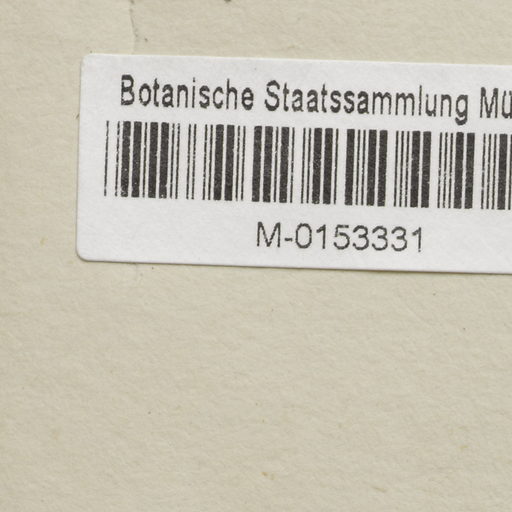 Botanische Staatssammlung Mü
M-0153331